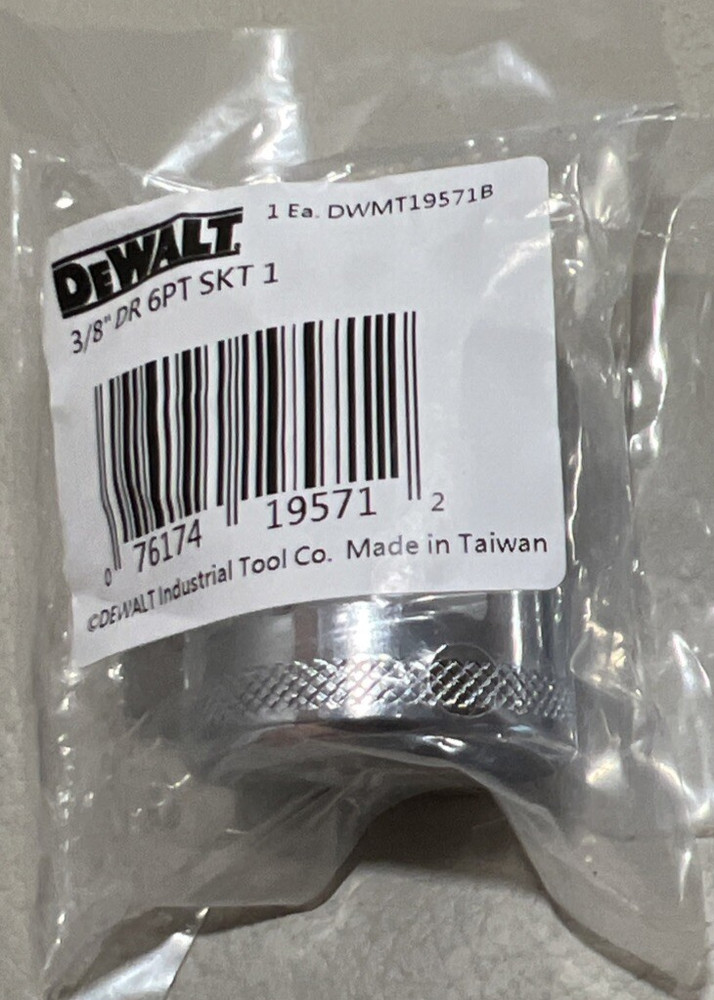 1 Ea. DWMT19571B
DEWALT
3/8" DR 6PT SKT 1
0 76174 19571 2
©DEWALT Industrial Tool Co. Made in Taiwan